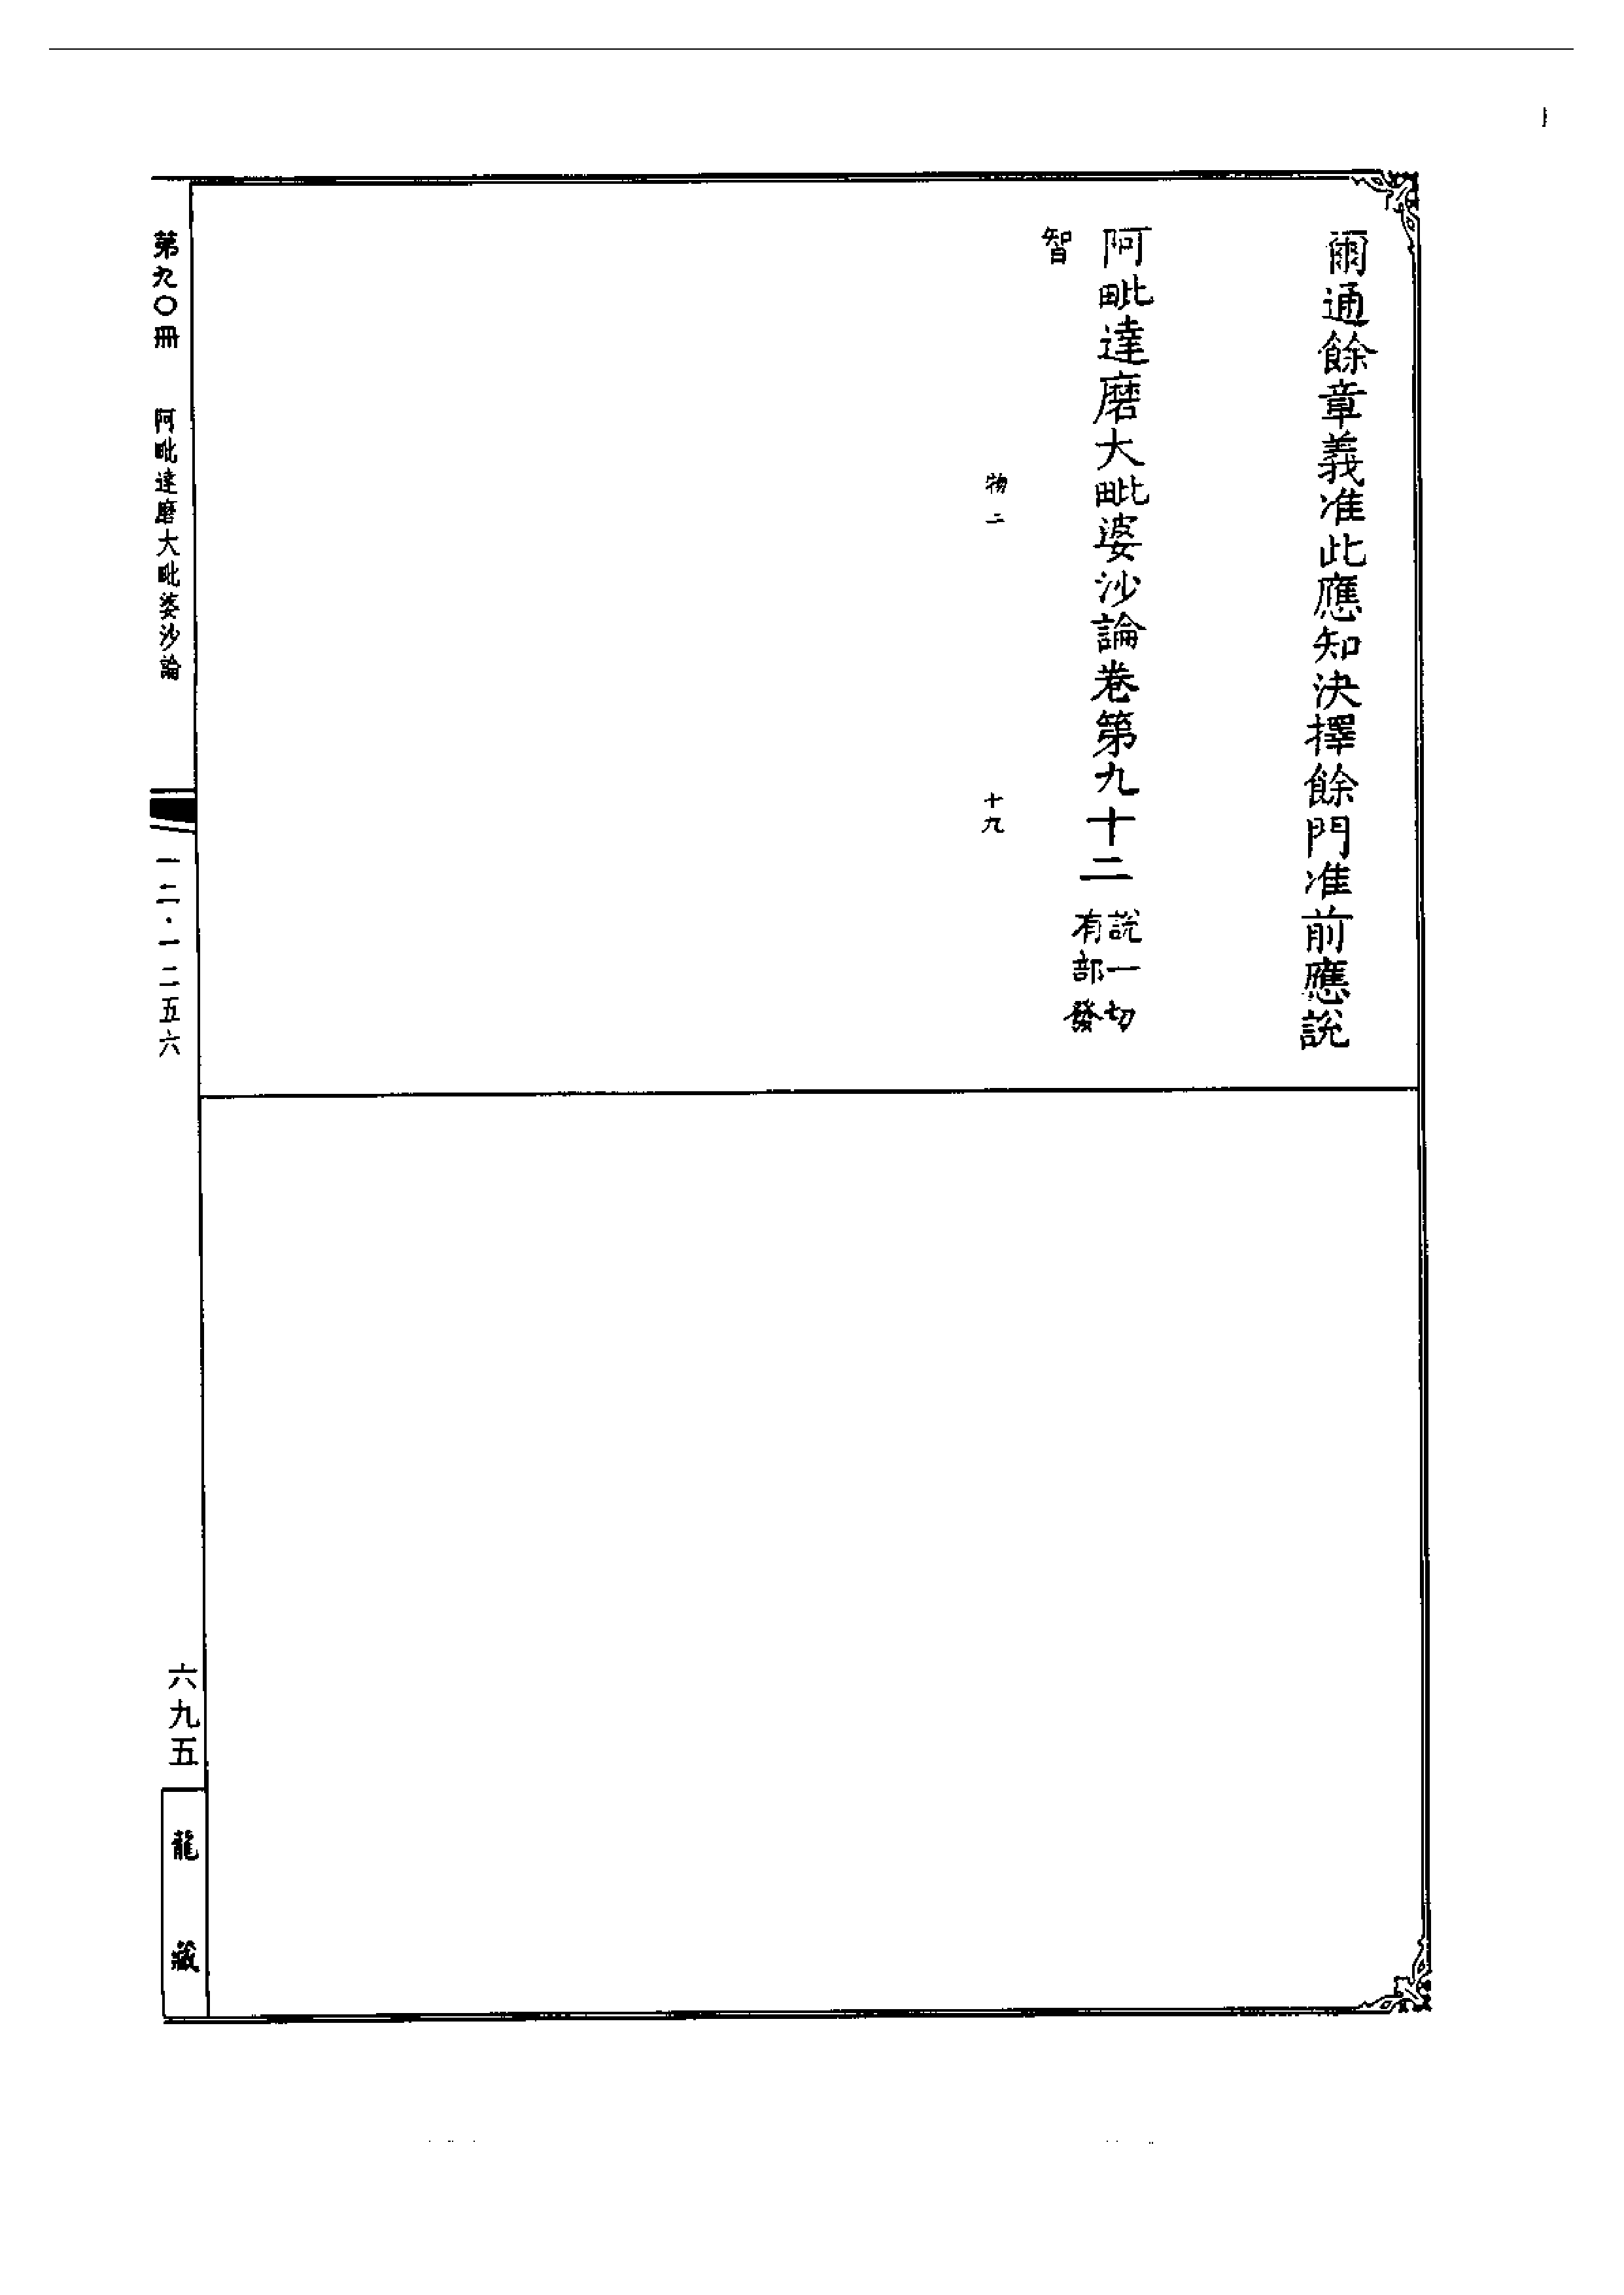 爾通餘章義准此應知決擇餘門准前應說
阿毗達磨大毗婆沙論卷第九十二 說一切
有部發
智
物二 十九
第九〇冊 阿毗達磨大毗婆沙論 一二·一二五六 六九五 龍藏